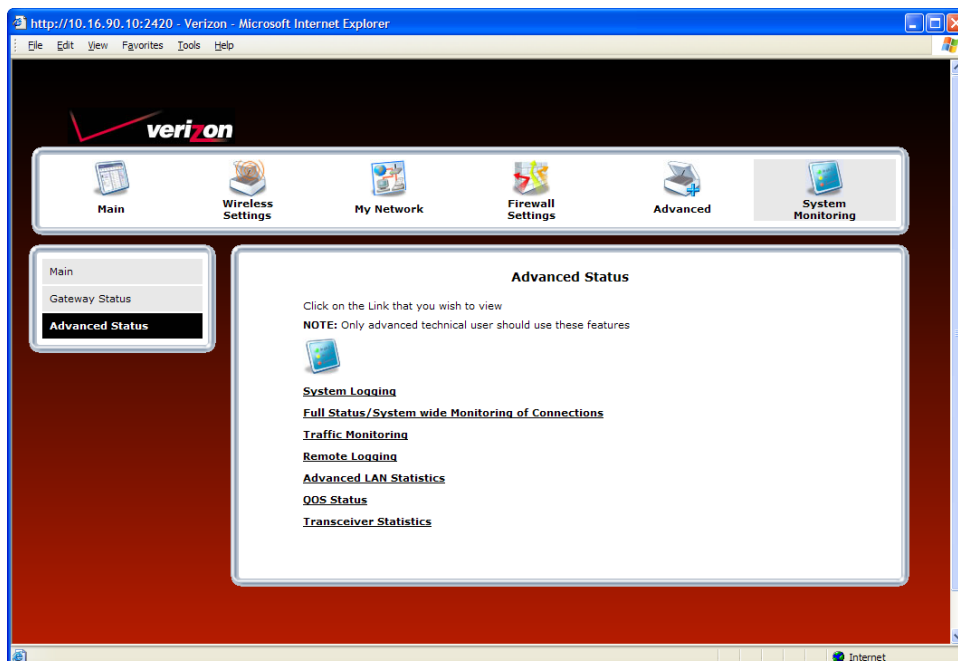 http://10.16.90.10:2420 - Verizon - Microsoft Internet Explorer
File Edit View Favorites Tools Help
verizon
Main
Wireless Settings
My Network
Firewall Settings
Advanced
System Monitoring
Main
Gateway Status
Advanced Status
Advanced Status
Click on the Link that you wish to view
NOTE: Only advanced technical user should use these features
System Logging
Full Status/System wide Monitoring of Connections
Traffic Monitoring
Remote Logging
Advanced LAN Statistics
QOS Status
Transceiver Statistics
Internet